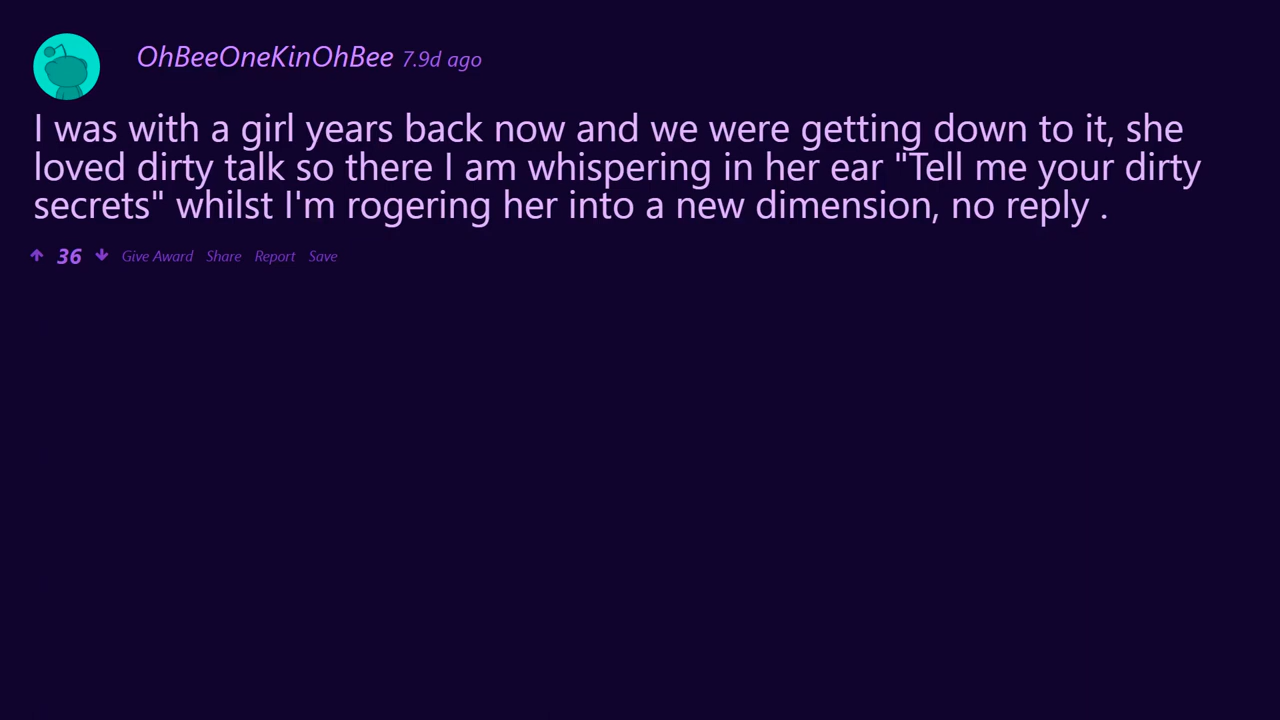 OhBeeOneKinOhBee 7.9d ago
I was with a girl years back now and we were getting down to it, she
loved dirty talk so there I am whispering in her ear "Tell me your dirty
secrets" whilst I'm rogering her into a new dimension, no reply .
36 Give Award Share Report Save